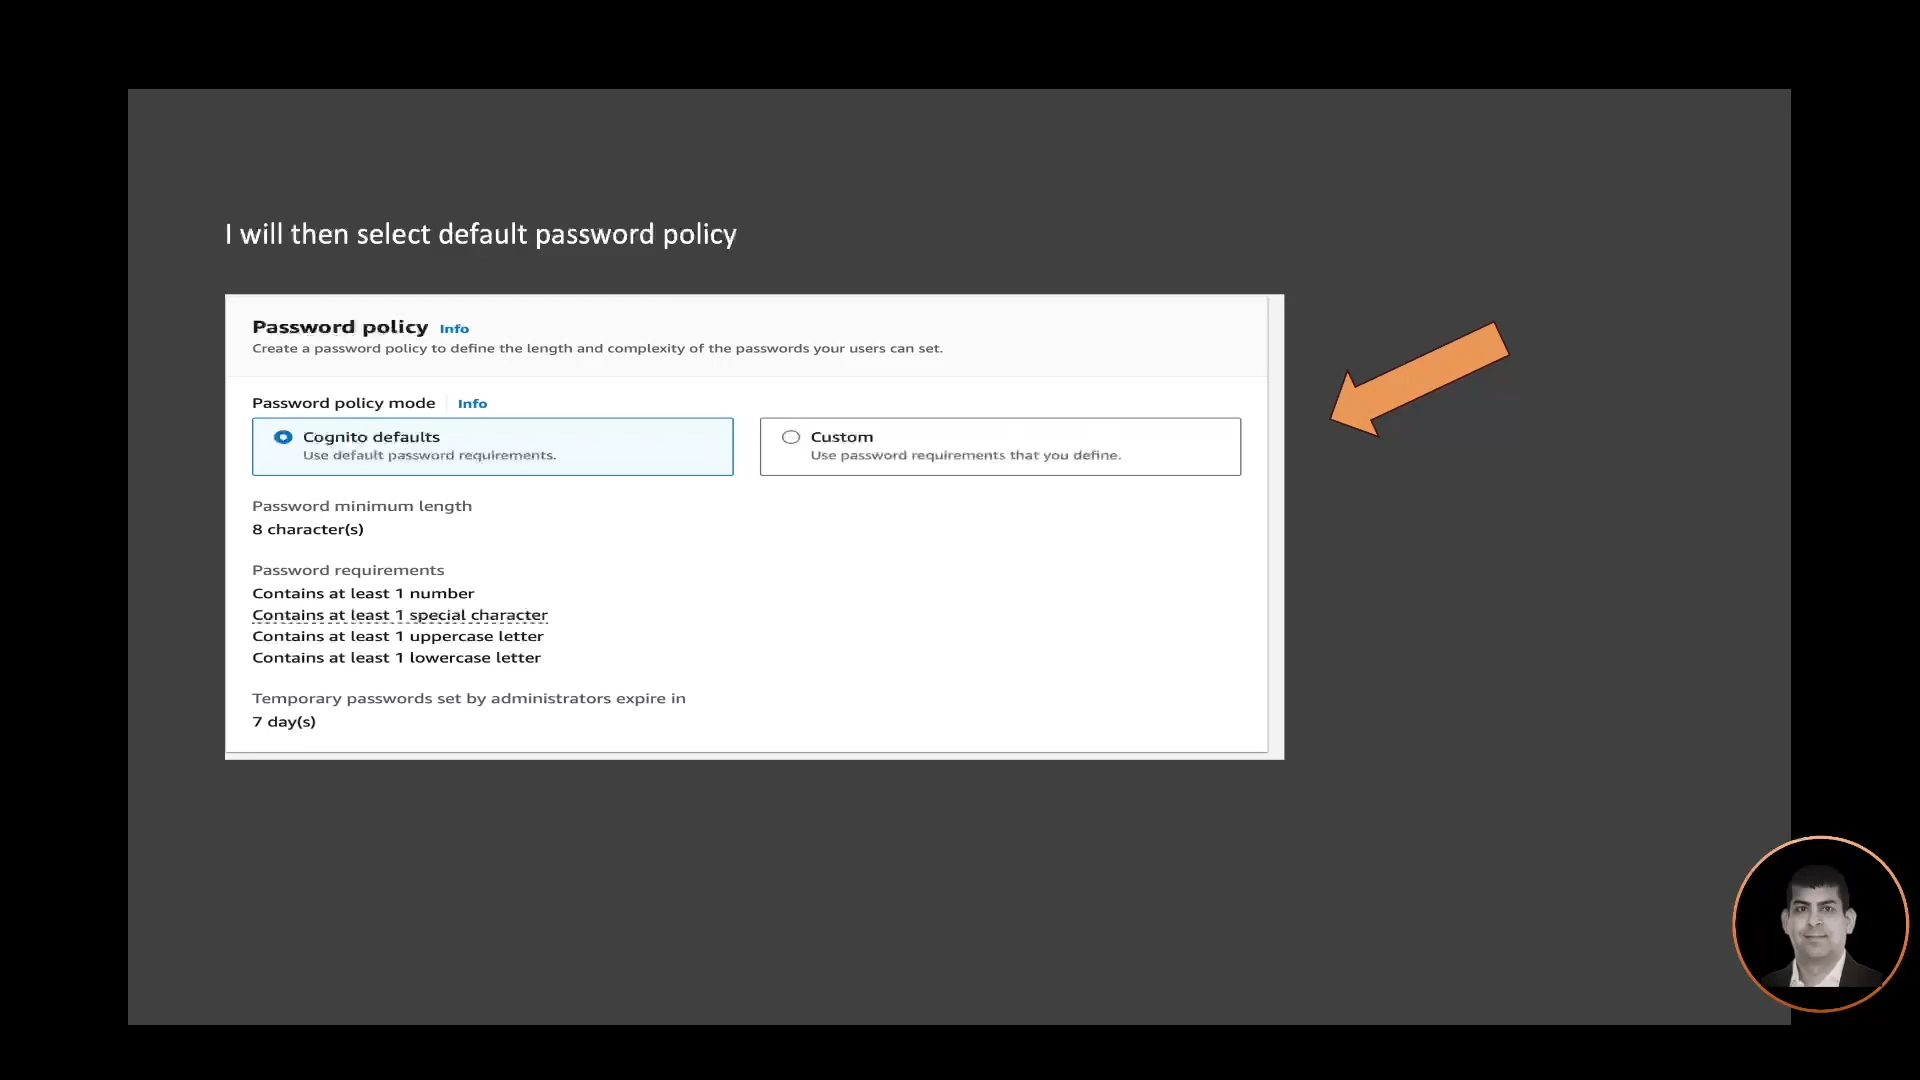 I will then select default password policy
Password policy Info
Create a password policy to define the length and complexity of the passwords your users can set.
Password policy mode Info
Cognito defaults
Use default password requirements.
Custom
Use password requirements that you define.
Password minimum length
8 character(s)
Password requirements
Contains at least 1 number
Contains at least 1 special character
Contains at least 1 uppercase letter
Contains at least 1 lowercase letter
Temporary passwords set by administrators expire in
7 day(s)